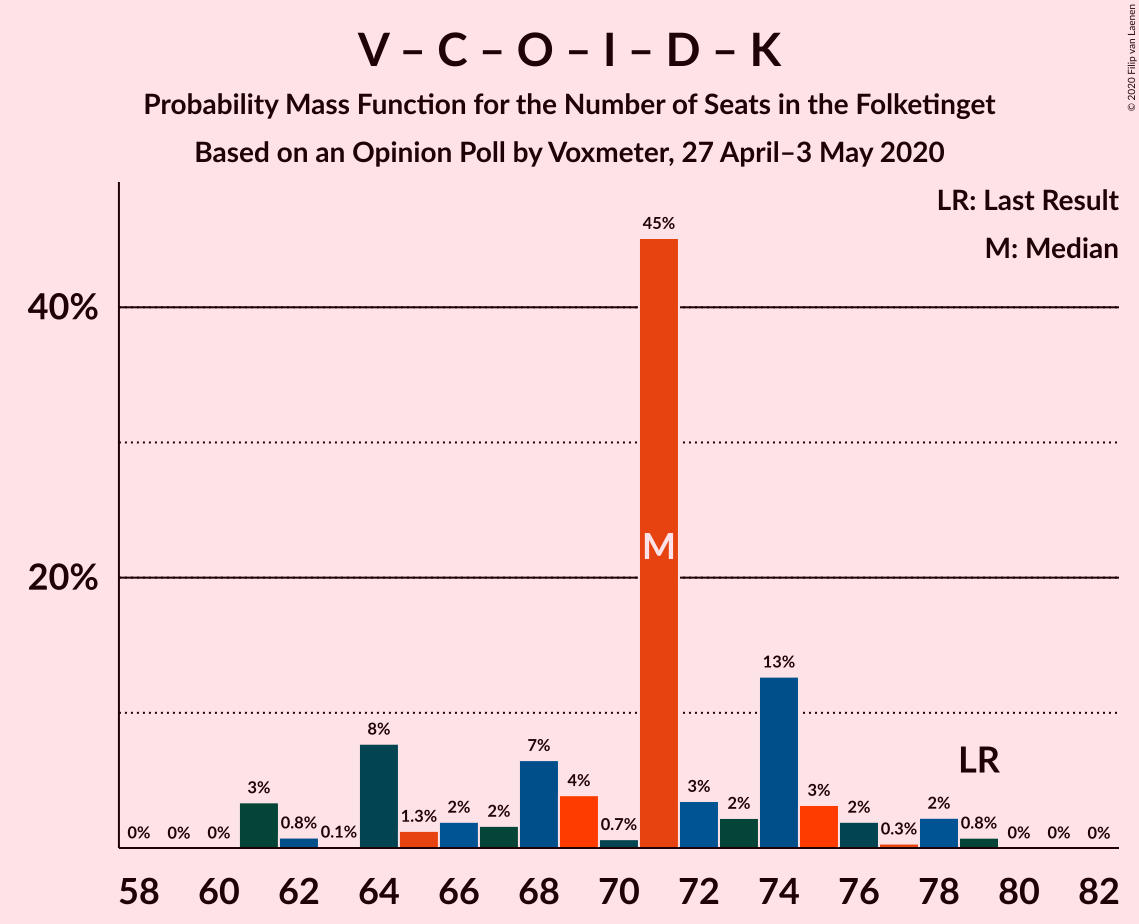 V – C – O – I – D – K
Probability Mass Function for the Number of Seats in the Folketinget
Based on an Opinion Poll by Voxmeter, 27 April–3 May 2020
© 2020 Filip van Laenen
LR: Last Result
M: Median
40%
20%
0% 0% 0% 3% 0.8% 0.1% 8% 1.3% 2% 2% 7% 4% 0.7% 45% 3% 2% 13% 3% 2% 0.3% 2% 0.8% 0% 0% 0%
M
LR
58 60 62 64 66 68 70 72 74 76 78 80 82